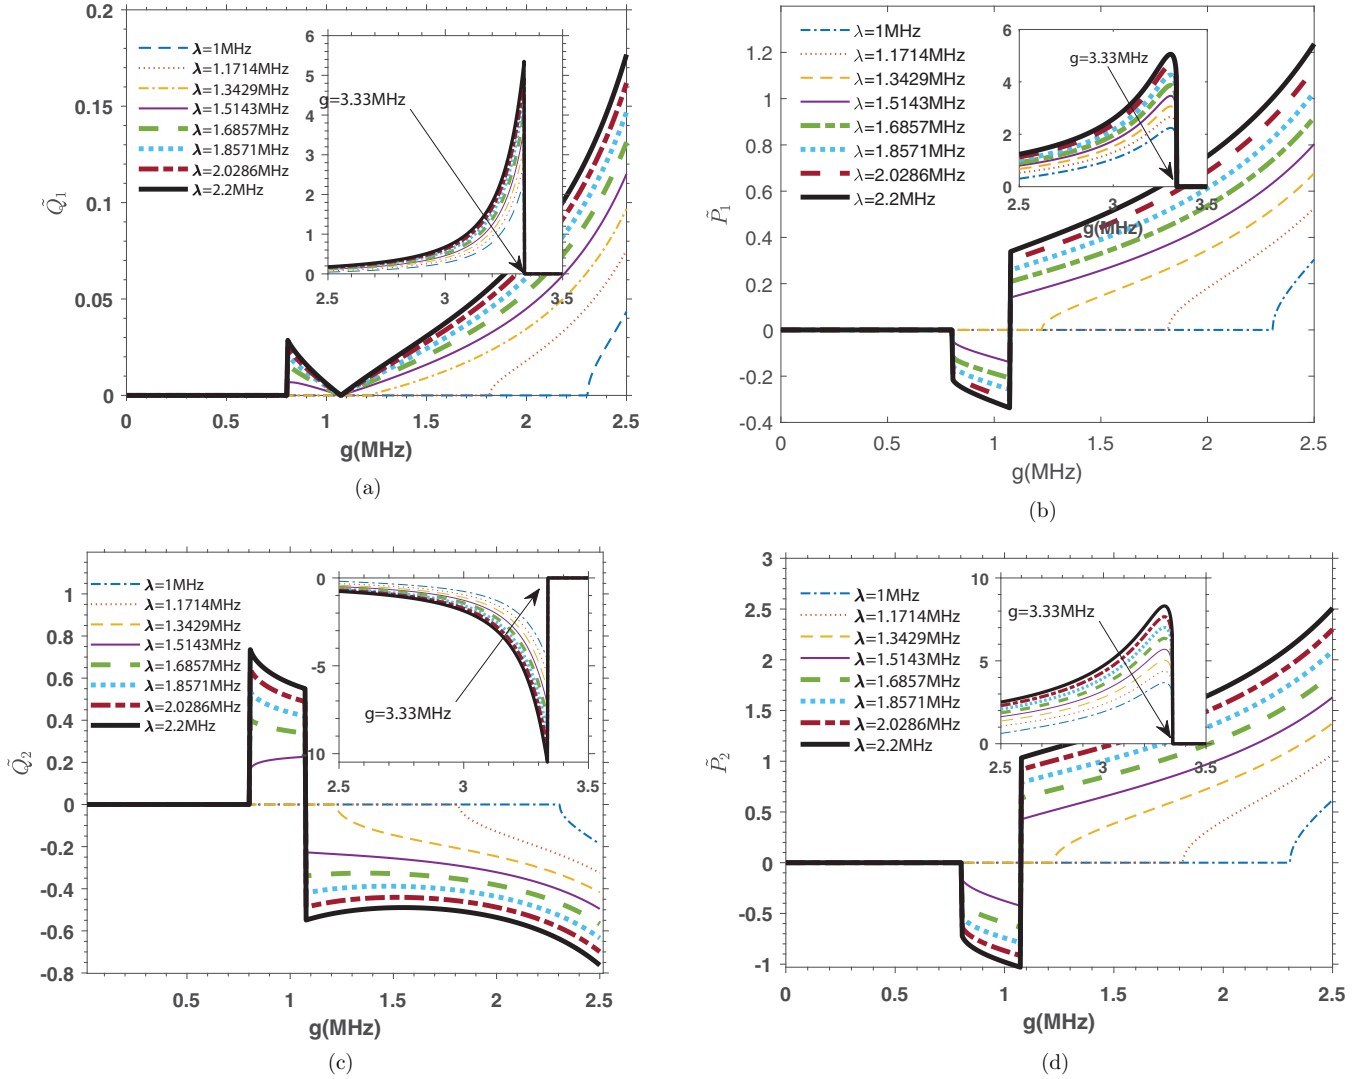 0.2
0.15
0.1
0.05
0
Q̃₁
λ=1MHz
λ=1.1714MHz
λ=1.3429MHz
λ=1.5143MHz
λ=1.6857MHz
λ=1.8571MHz
λ=2.0286MHz
λ=2.2MHz
6
5
4
3
2
1
0
g=3.33MHz
2.5 3 3.5
0 0.5 1 1.5 2 2.5
g(MHz)
(a)
1.2
1
0.8
0.6
0.4
0.2
0
-0.2
-0.4
P̃₁
λ=1MHz
λ=1.1714MHz
λ=1.3429MHz
λ=1.5143MHz
λ=1.6857MHz
λ=1.8571MHz
λ=2.0286MHz
λ=2.2MHz
6
4
2
0
g=3.33MHz
2.5 3 3.5
g(MHz)
0 0.5 1 1.5 2 2.5
g(MHz)
(b)
1
0.8
0.6
0.4
0.2
0
-0.2
-0.4
-0.6
-0.8
Q̃₂
λ=1MHz
λ=1.1714MHz
λ=1.3429MHz
λ=1.5143MHz
λ=1.6857MHz
λ=1.8571MHz
λ=2.0286MHz
λ=2.2MHz
0
-5
-10
g=3.33MHz
2.5 3 3.5
0.5 1 1.5 2 2.5
g(MHz)
(c)
3
2.5
2
1.5
1
0.5
0
-0.5
-1
P̃₂
λ=1MHz
λ=1.1714MHz
λ=1.3429MHz
λ=1.5143MHz
λ=1.6857MHz
λ=1.8571MHz
λ=2.0286MHz
λ=2.2MHz
10
5
0
g=3.33MHz
2.5 3 3.5
0 0.5 1 1.5 2 2.5
g(MHz)
(d)